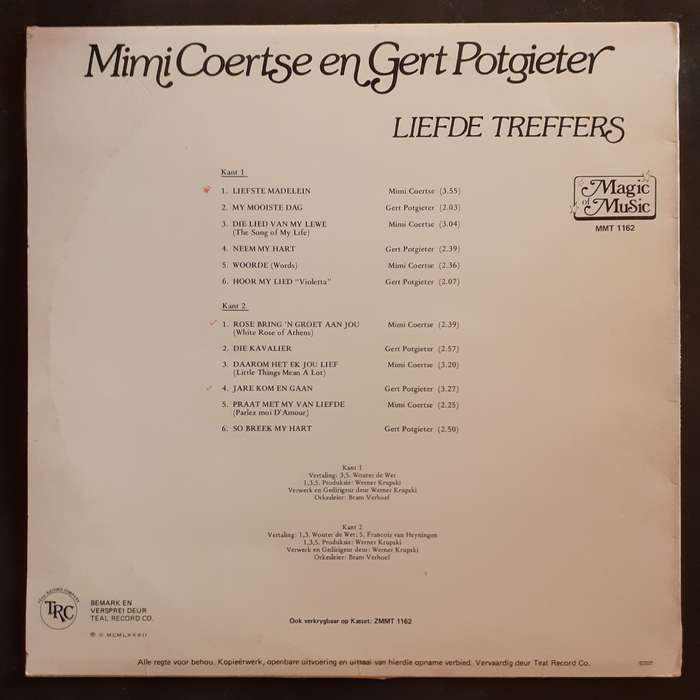 Mimi Coertse en Gert Potgieter
LIEFDE TREFFERS
Magic
of
Music
MMT 1162
Kant 1
1. LIEFSTE MADELEIN Mimi Coertse (3.55)
2. MY MOOISTE DAG Gert Potgieter (2.03)
3. DIE LIED VAN MY LEWE Mimi Coertse (3.04)
(The Song of My Life)
4. NEEM MY HART Gert Potgieter (2.39)
5. WOORDE (Words) Mimi Coertse (2.36)
6. HOOR MY LIED "Violetta" Gert Potgieter (2.07)
Kant 2
1. ROSE BRING 'N GROET AAN JOU Mimi Coertse (2.39)
(White Rose of Athens)
2. DIE KAVALIER Gert Potgieter (2.57)
3. DAAROM HET EK JOU LIEF Mimi Coertse (3.20)
(Little Things Mean A Lot)
4. JARE KOM EN GAAN Gert Potgieter (3.27)
5. PRAAT MET MY VAN LIEFDE Mimi Coertse (2.25)
(Parlez moi D'Amour)
6. SO BREEK MY HART Gert Potgieter (2.50)
Kant 1
Vertaling: 3,5. Wouter de Wet
1,3,5. Produksie: Werner Krupski
Verwerk en Gedirigeur deur Werner Krupski
Orkesleier: Bram Verhoef
Kant 2
Vertaling: 1,3. Wouter de Wet; 5. Francois van Heyningen
1,3,5. Produksie: Werner Krupski
Verwerk en Gedirigeur deur Werner Krupski
Orkesleier: Bram Verhoef
TEAL RECORD COMPANY
TRC
BEMARK EN
VERSPREI DEUR
TEAL RECORD CO.
℗ © MCMLXXXII
Ook verkrygbaar op Kasset: ZMMT 1162
Alle regte voor behou. Kopieërwerk, openbare uitvoering en uitsaai van hierdie opname verbied. Vervaardig deur Teal Record Co.